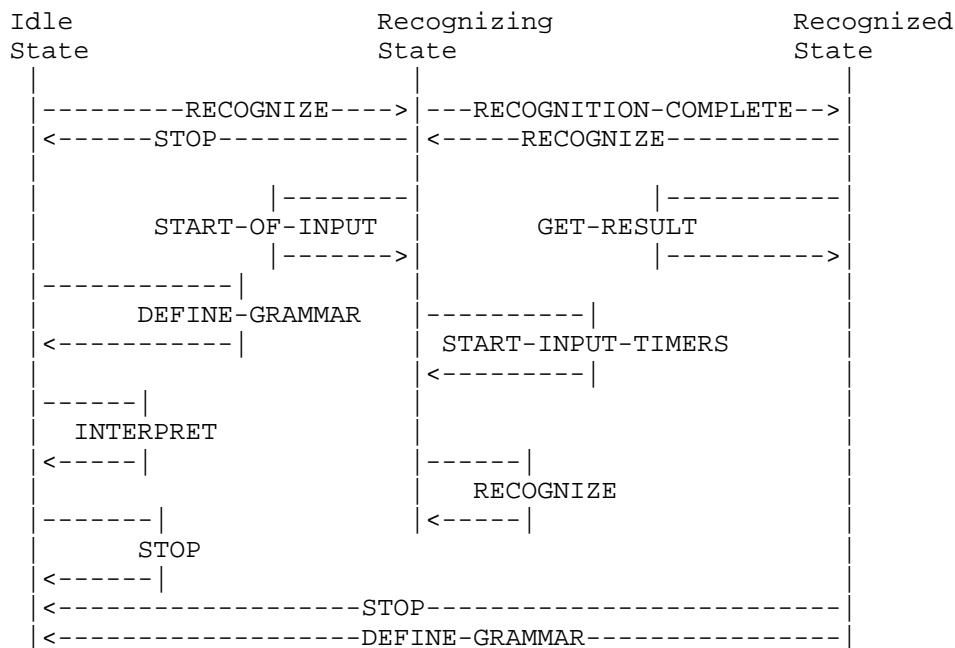 Idle                   Recognizing               Recognized
State                  State                     State
|                       |                          |
|---------RECOGNIZE---->|---RECOGNITION-COMPLETE-->|
|<------STOP------------|<-----RECOGNIZE-----------|
|                       |                          |
|              |--------|              |-----------|
|       START-OF-INPUT  |       GET-RESULT         |
|              |------->|              |---------->|
|------------|          |                          |
|      DEFINE-GRAMMAR   |----------|               |
|<-----------|          | START-INPUT-TIMERS       |
|                       |<---------|               |
|------|                |                          |
|  INTERPRET            |                          |
|<-----|                |------|                   |
|                       |   RECOGNIZE              |
|-------|               |<-----|                   |
|      STOP                                        |
|<------|                                          |
|<-------------------STOP--------------------------|
|<-------------------DEFINE-GRAMMAR----------------|